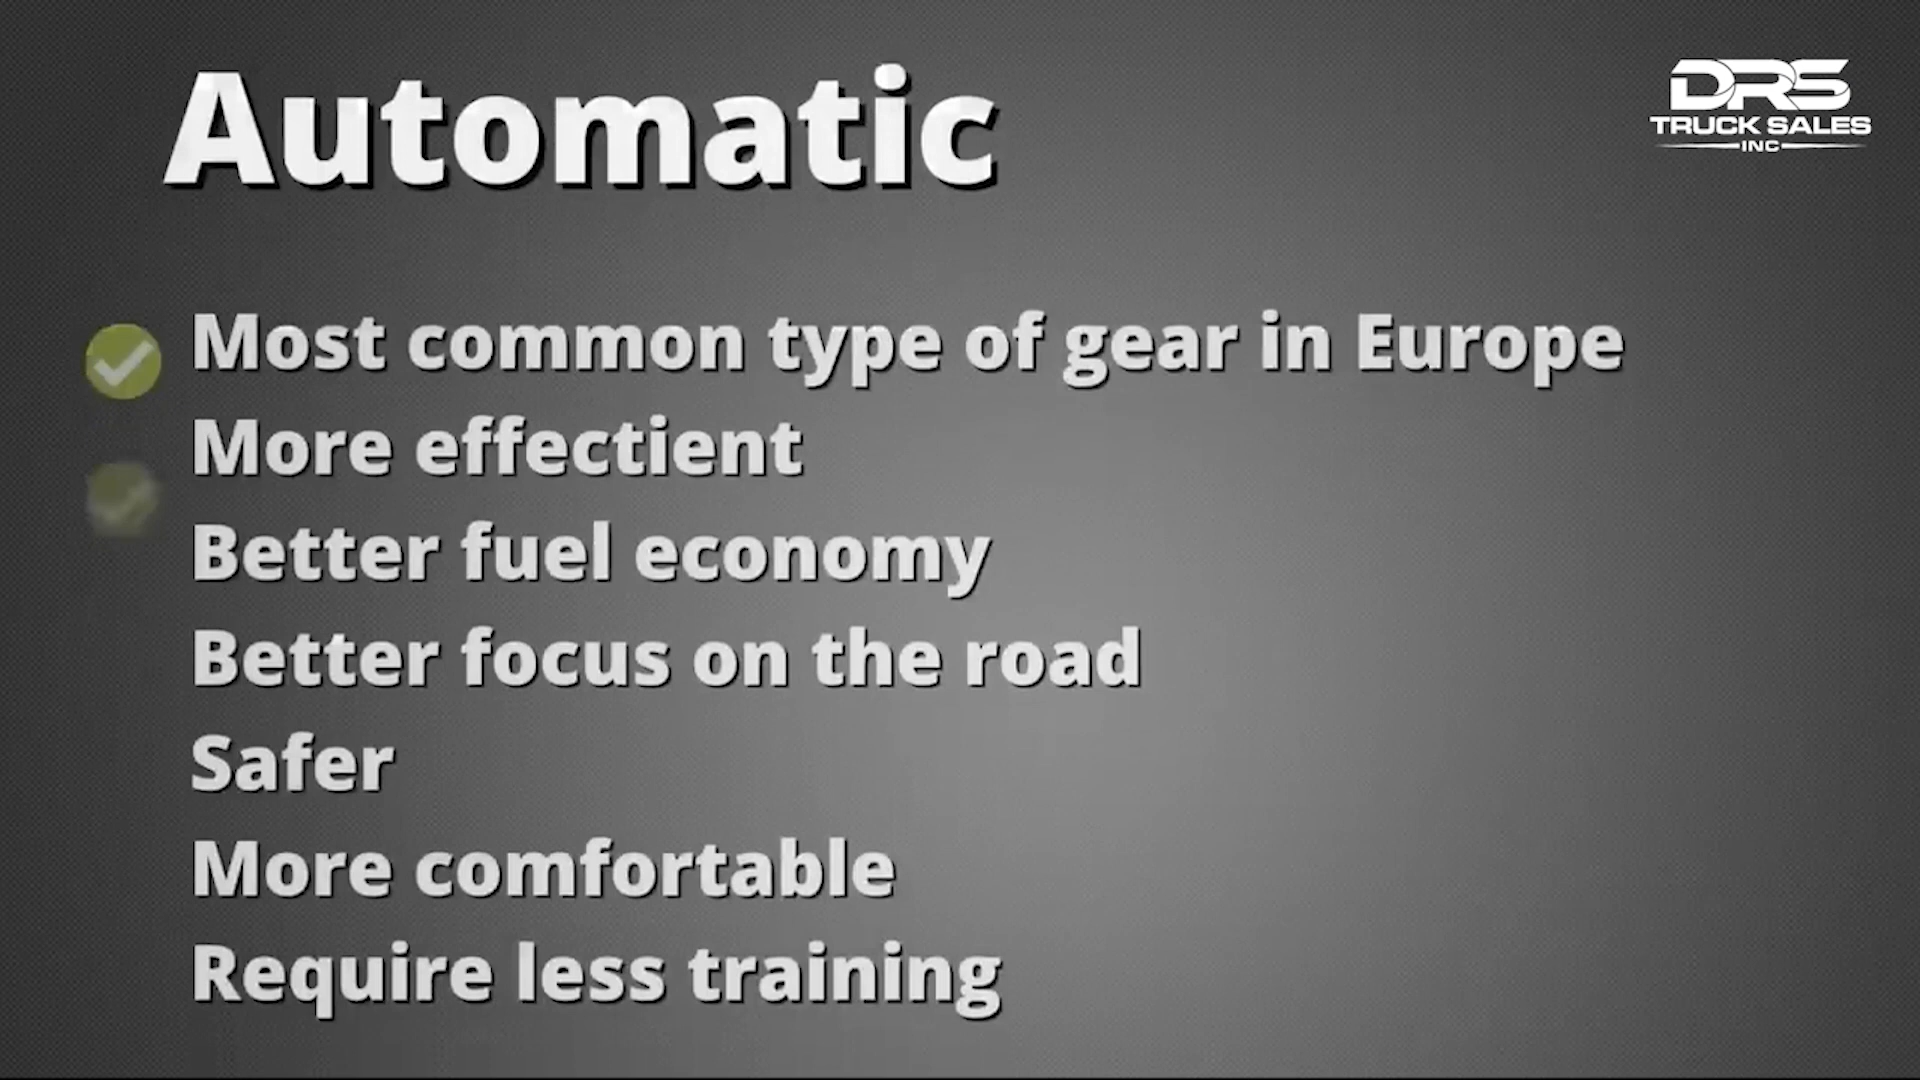 Automatic
DRS
TRUCK SALES
INC
Most common type of gear in Europe
More effectient
Better fuel economy
Better focus on the road
Safer
More comfortable
Require less training